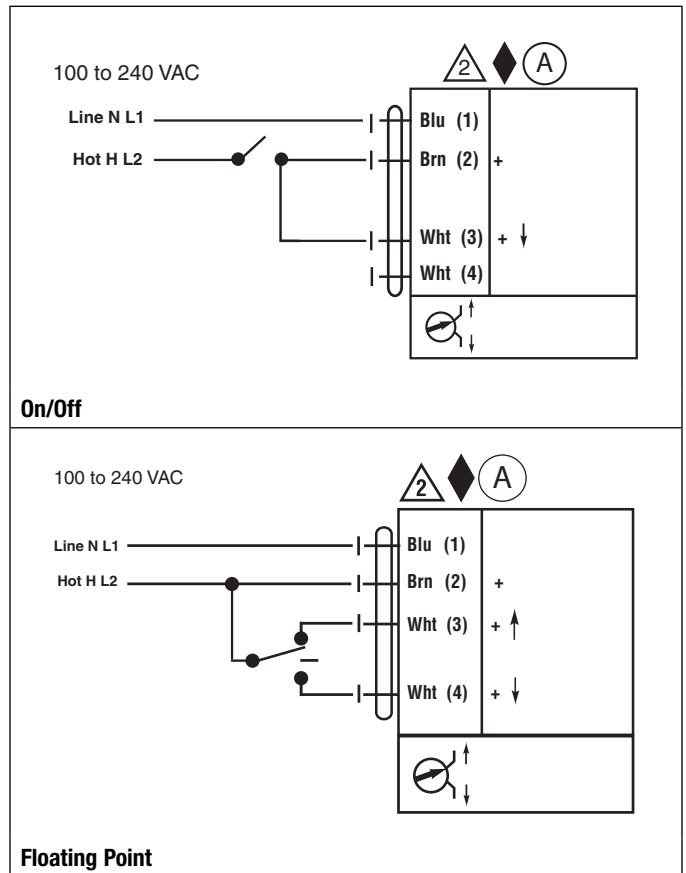 100 to 240 VAC
2 A
Line N L1
Blu (1)
Hot H L2
Brn (2) +
Wht (3) + ↓
Wht (4)
On/Off
100 to 240 VAC
2 A
Line N L1
Blu (1)
Hot H L2
Brn (2) +
Wht (3) + ↑
Wht (4) + ↓
Floating Point